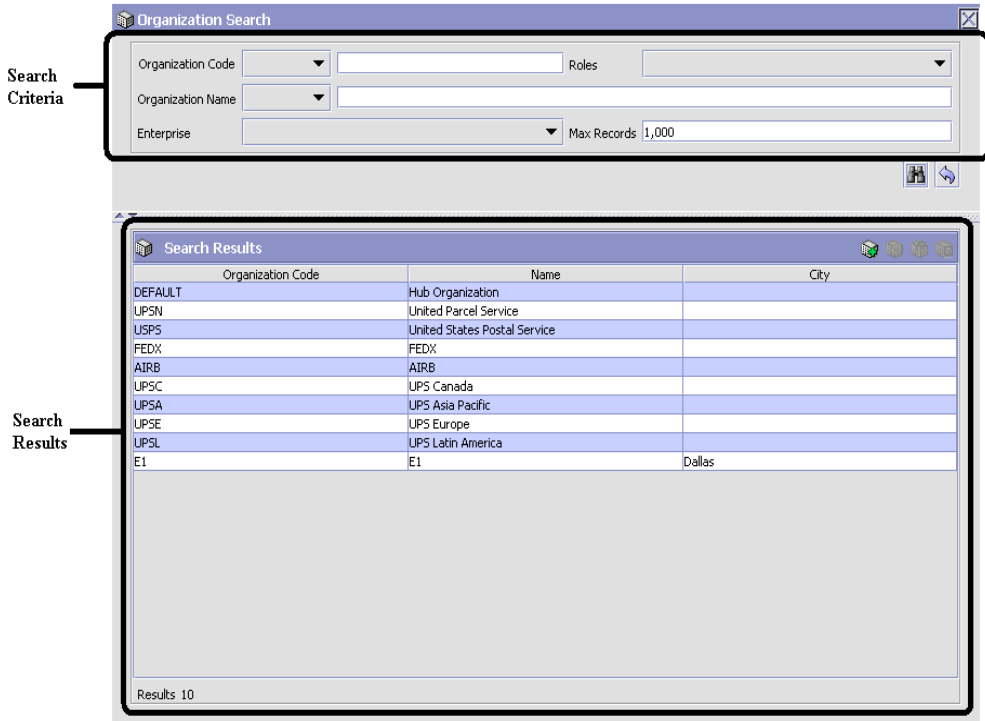 Organization Search
Search
Criteria
Organization Code
Roles
Organization Name
Enterprise
Max Records 1,000
Search Results
Organization Code Name City
DEFAULT Hub Organization
UPSN United Parcel Service
USPS United States Postal Service
FEDX FEDX
AIRB AIRB
UPSC UPS Canada
UPSA UPS Asia Pacific
UPSE UPS Europe
UPSL UPS Latin America
E1 E1 Dallas
Search
Results
Results 10